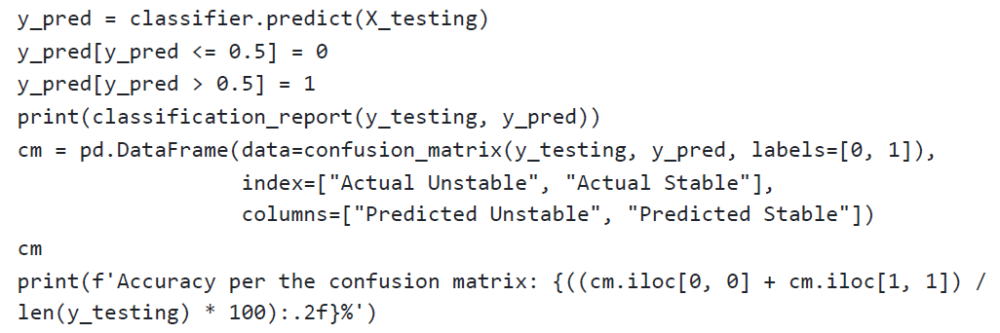 y_pred = classifier.predict(X_testing)
y_pred[y_pred <= 0.5] = 0
y_pred[y_pred > 0.5] = 1
print(classification_report(y_testing, y_pred))
cm = pd.DataFrame(data=confusion_matrix(y_testing, y_pred, labels=[0, 1]),
                  index=["Actual Unstable", "Actual Stable"],
                  columns=["Predicted Unstable", "Predicted Stable"])
cm
print(f'Accuracy per the confusion matrix: {((cm.iloc[0, 0] + cm.iloc[1, 1]) /
len(y_testing) * 100):.2f}%')